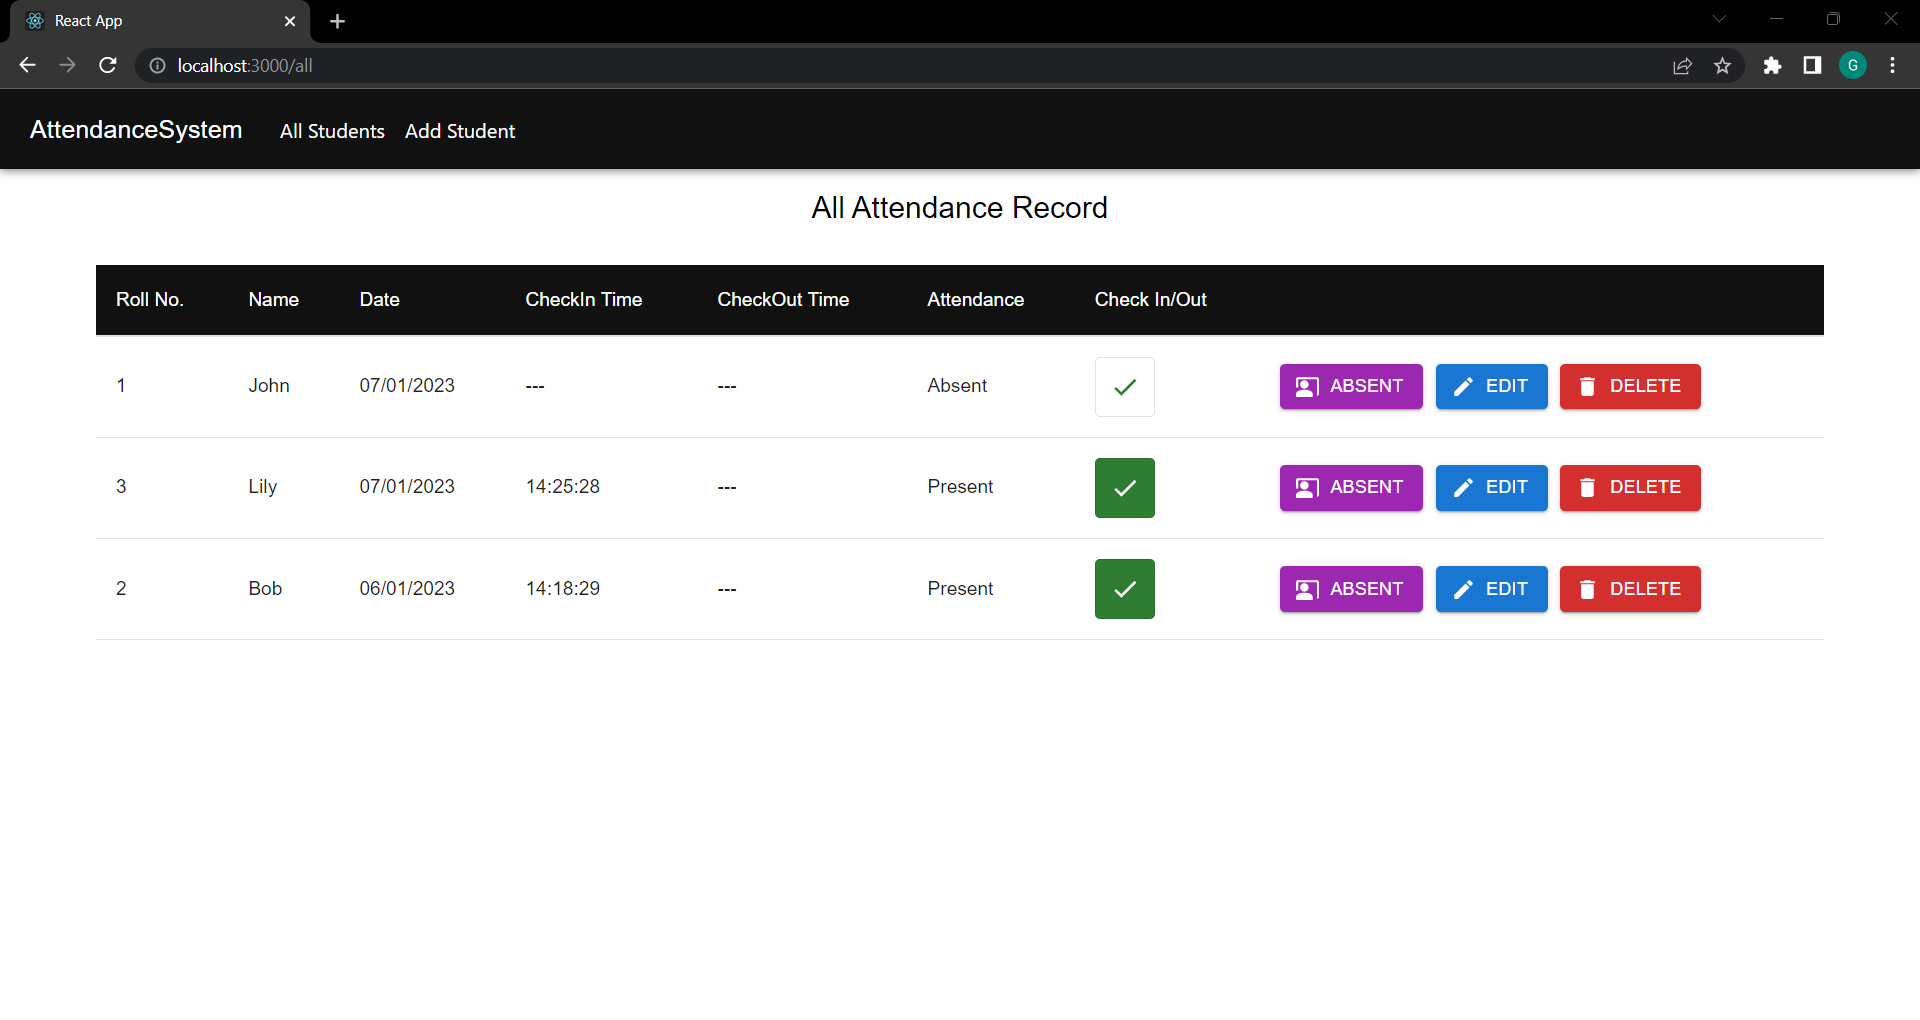 React App
localhost:3000/all
G
AttendanceSystem All Students Add Student
All Attendance Record
Roll No. Name Date CheckIn Time CheckOut Time Attendance Check In/Out
1 John 07/01/2023 --- --- Absent ABSENT EDIT DELETE
3 Lily 07/01/2023 14:25:28 --- Present ABSENT EDIT DELETE
2 Bob 06/01/2023 14:18:29 --- Present ABSENT EDIT DELETE